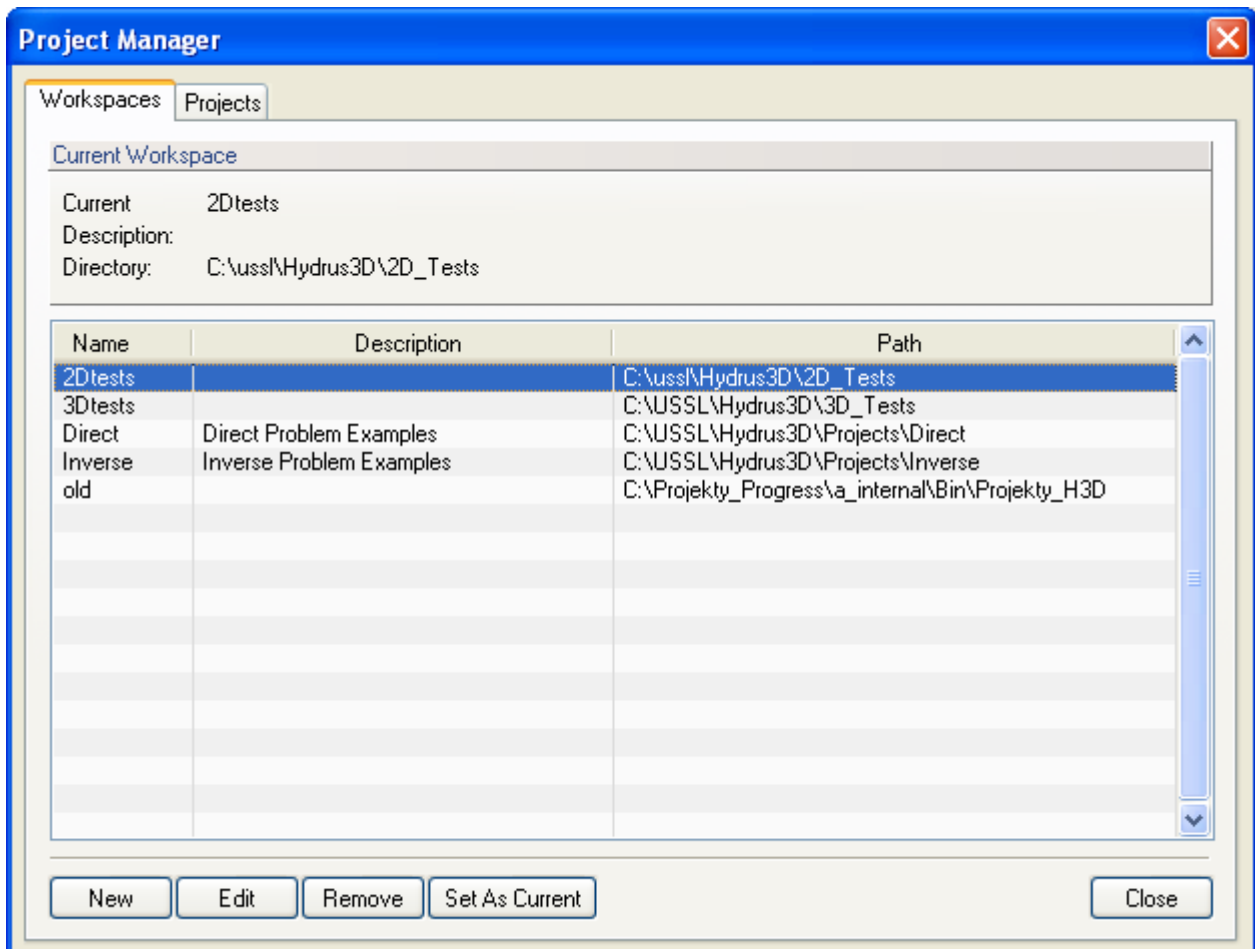 Project Manager
Workspaces Projects
Current Workspace
Current 2Dtests
Description:
Directory: C:\ussl\Hydrus3D\2D_Tests
Name Description Path
2Dtests C:\ussl\Hydrus3D\2D_Tests
3Dtests C:\USSL\Hydrus3D\3D_Tests
Direct Direct Problem Examples C:\USSL\Hydrus3D\Projects\Direct
Inverse Inverse Problem Examples C:\USSL\Hydrus3D\Projects\Inverse
old C:\Projekty_Progress\a_internal\Bin\Projekty_H3D
New Edit Remove Set As Current Close